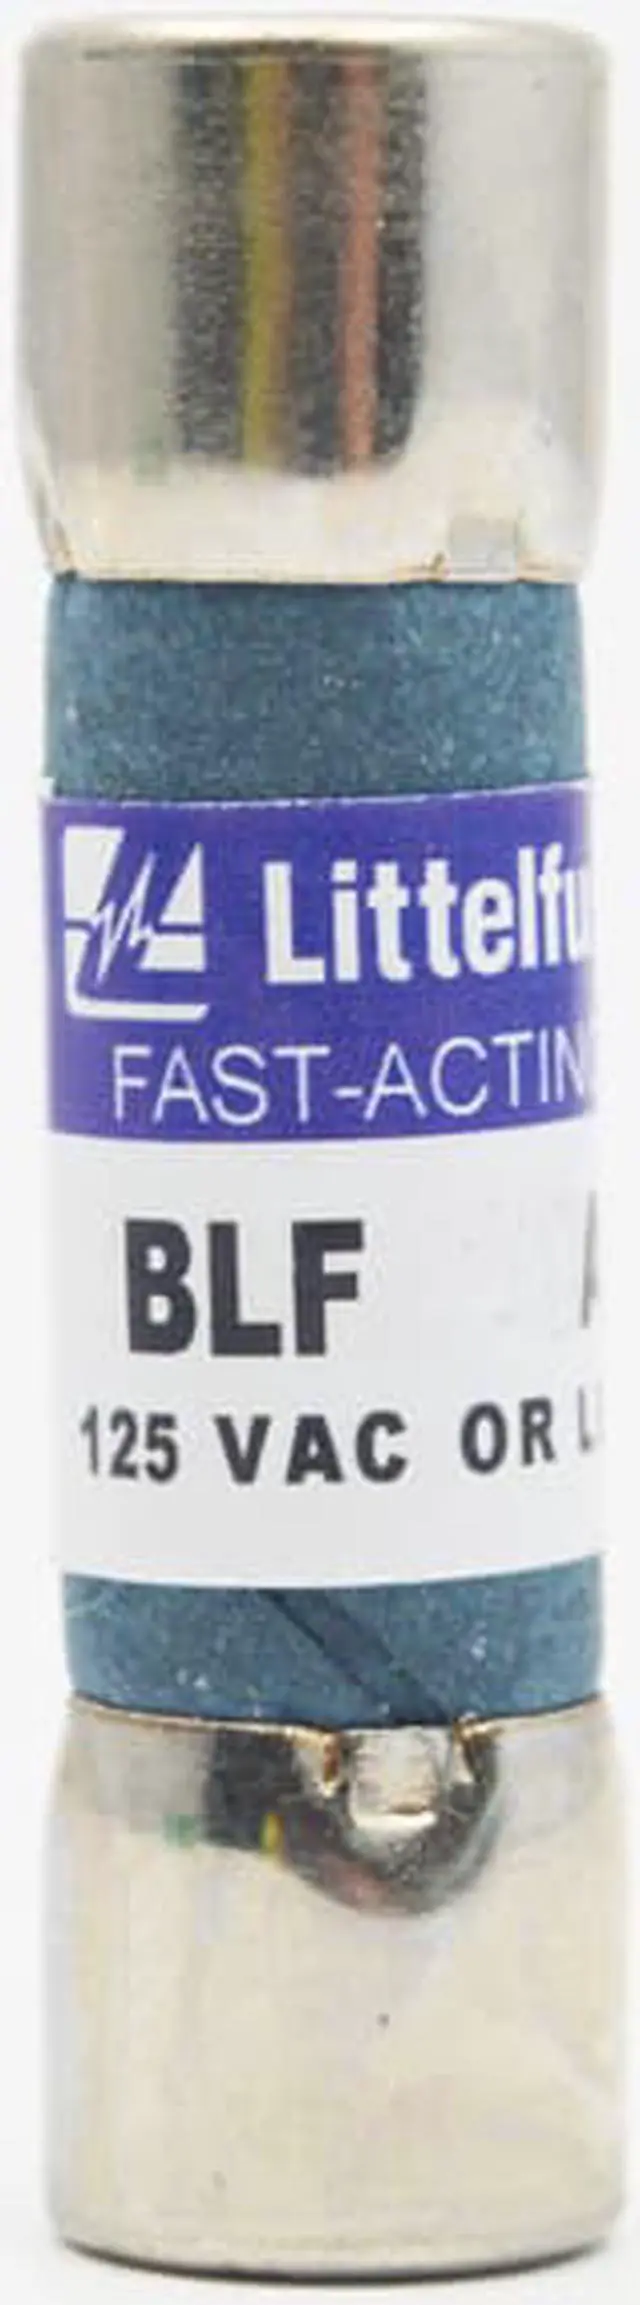 Littelfu
FAST-ACTIN
BLF A
125 VAC OR L